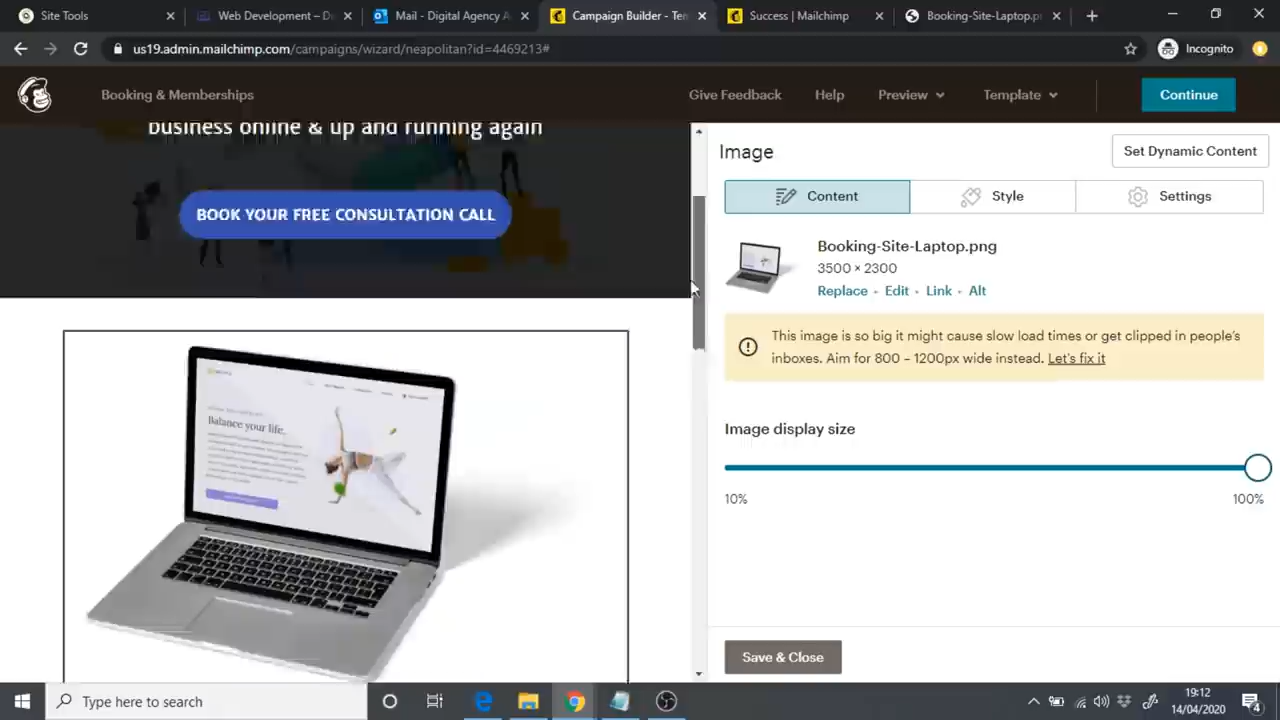 Site Tools
Web Development – D
Mail - Digital Agency A
Campaign Builder - Ten
Success | Mailchimp
Booking-Site-Laptop.p
us19.admin.mailchimp.com/campaigns/wizard/neapolitan?id=4469213#
Incognito
Booking & Memberships
Give Feedback
Help
Preview
Template
Continue
business online & up and running again
BOOK YOUR FREE CONSULTATION CALL
Balance your life.
Image
Set Dynamic Content
Content
Style
Settings
Booking-Site-Laptop.png
3500 × 2300
Replace - Edit - Link - Alt
This image is so big it might cause slow load times or get clipped in people's
inboxes. Aim for 800 – 1200px wide instead. Let's fix it
Image display size
10%
100%
Save & Close
Type here to search
19:12
14/04/2020
4